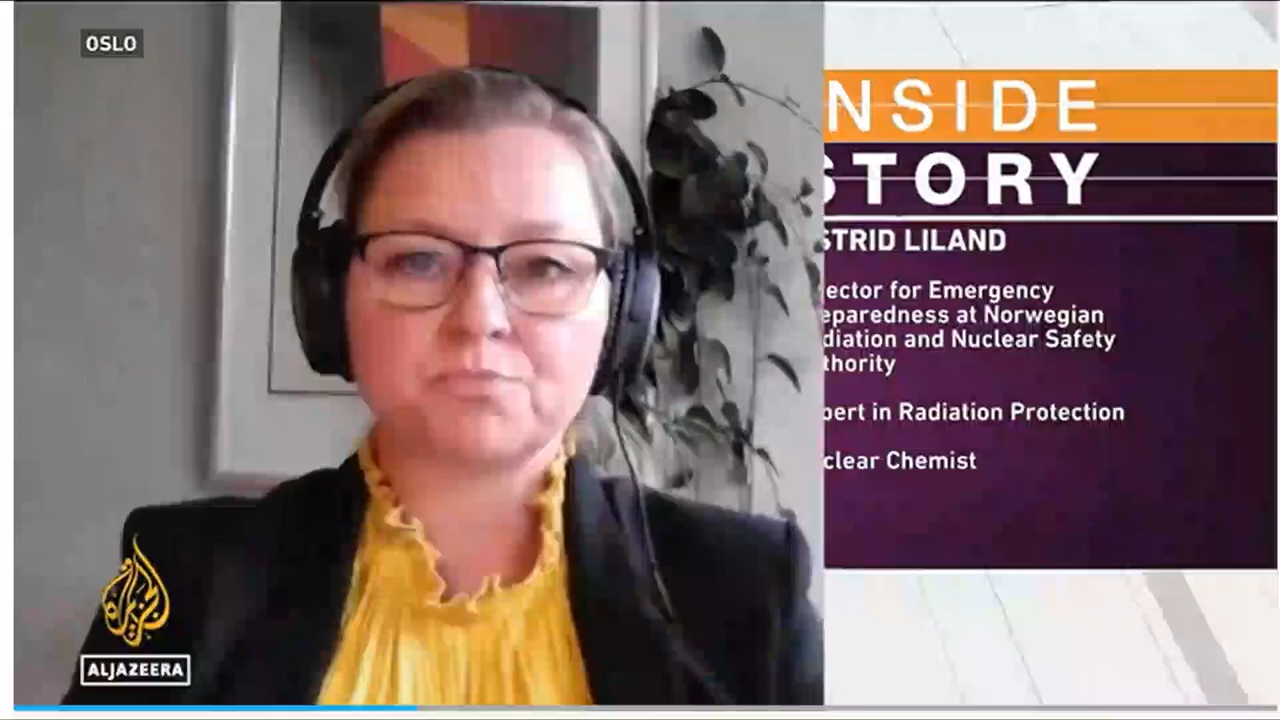 OSLO
NSIDE
STORY
STRID LILAND
ector for Emergency
eparedness at Norwegian
diation and Nuclear Safety
thority
pert in Radiation Protection
clear Chemist
الجزيرة
ALJAZEERA